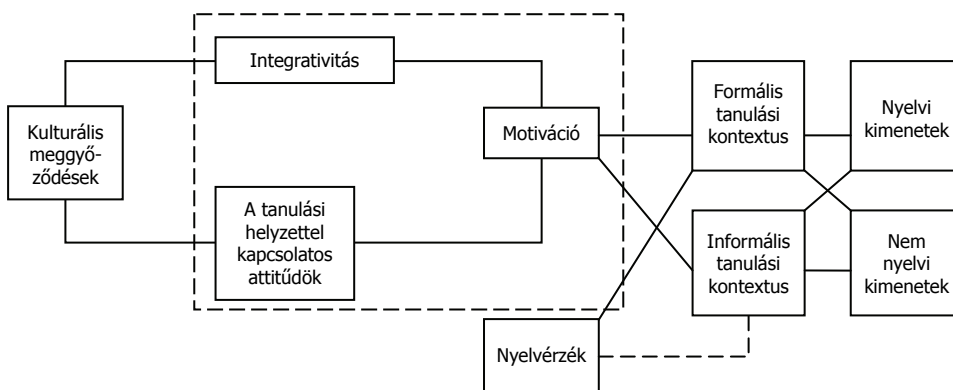 Integrativitás
Kulturális
meggyő-
ződések
Motiváció
A tanulási
helyzettel
kapcsolatos
attitűdök
Nyelvérzék
Formális
tanulási
kontextus
Informális
tanulási
kontextus
Nyelvi
kimenetek
Nem
nyelvi
kimenetek